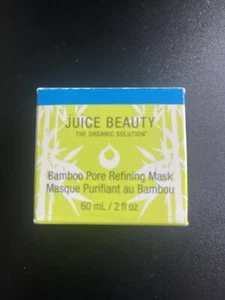 JUICE BEAUTY
THE ORGANIC SOLUTION®
Bamboo Pore Refining Mask
Masque Purifiant au Bambou
60 mL / 2 fl oz